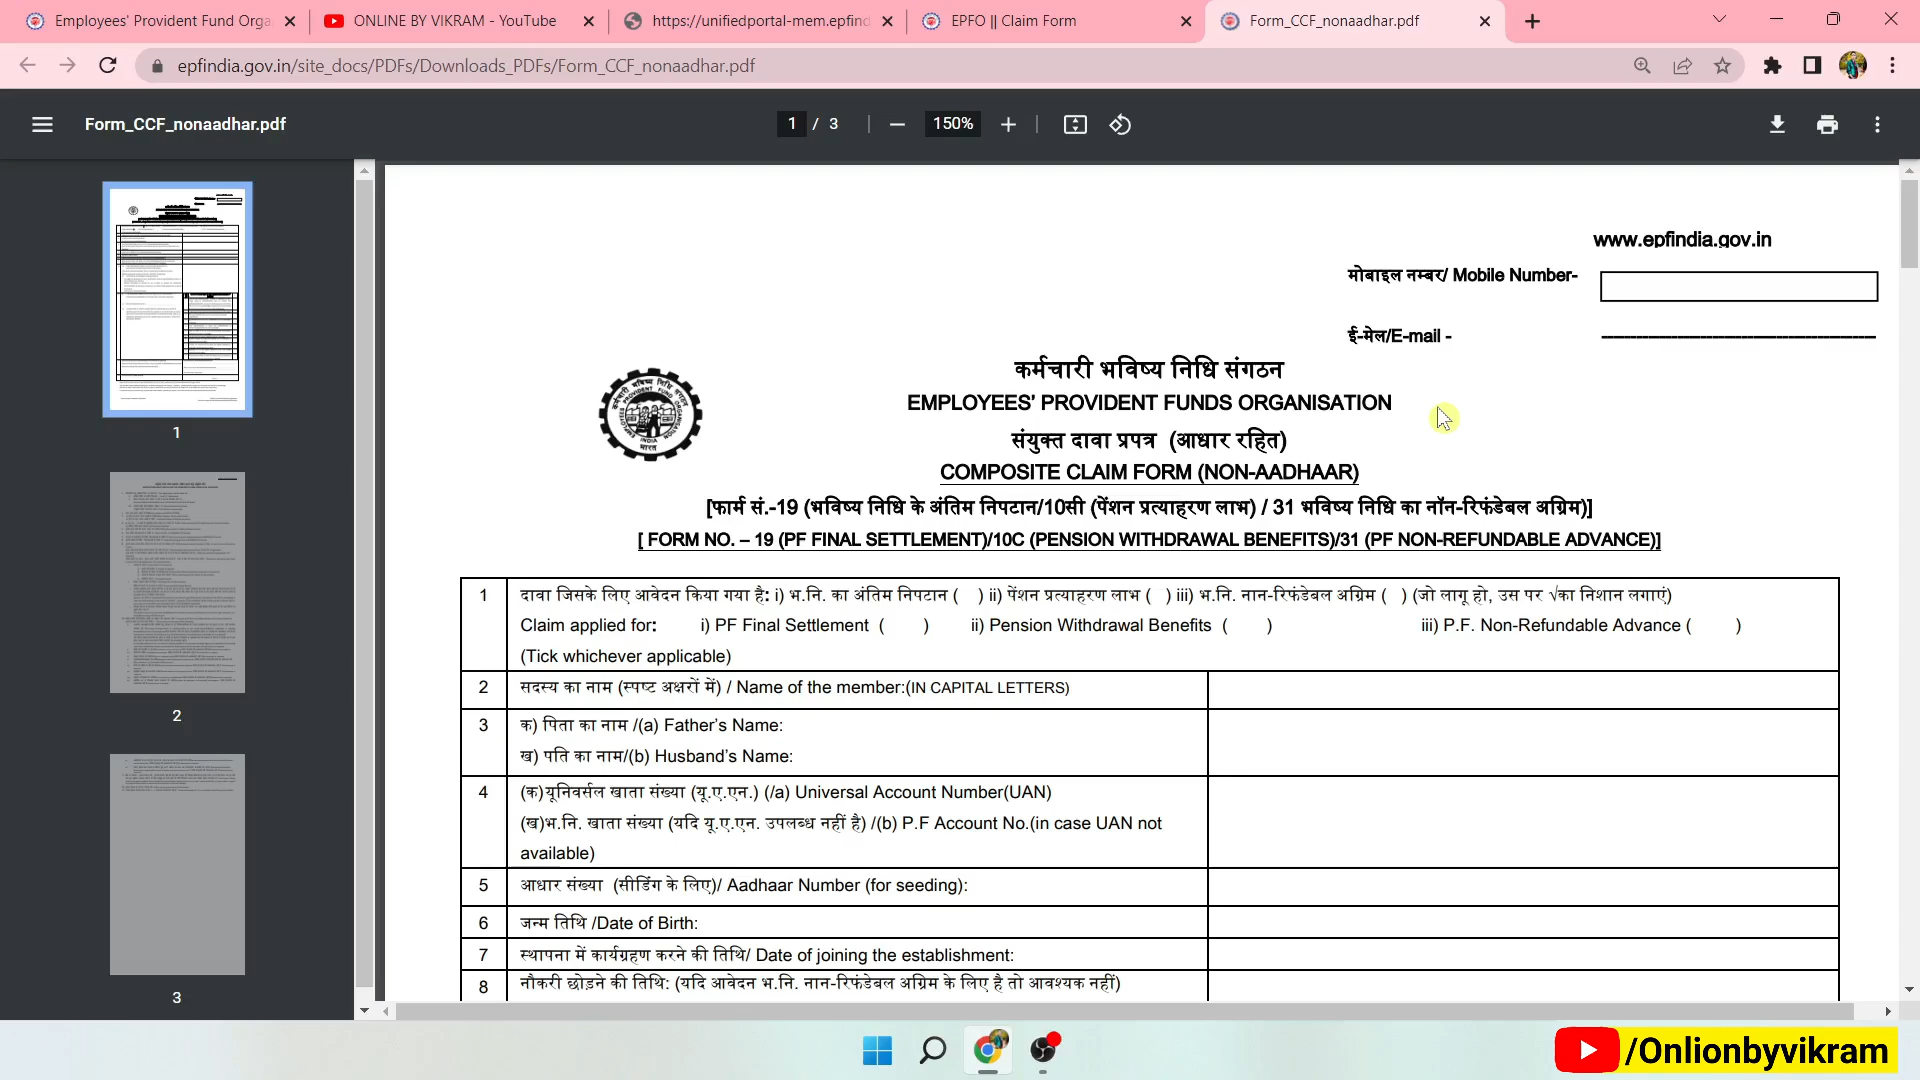 Employees' Provident Fund Orga
ONLINE BY VIKRAM - YouTube
https://unifiedportal-mem.epfind
EPFO || Claim Form
Form_CCF_nonaadhar.pdf
epfindia.gov.in/site_docs/PDFs/Downloads_PDFs/Form_CCF_nonaadhar.pdf
Form_CCF_nonaadhar.pdf
1 / 3
150%
1
2
3
www.epfindia.gov.in
मोबाइल नम्बर/ Mobile Number-
ई-मेल/E-mail -
कर्मचारी भविष्य निधि संगठन
EMPLOYEES' PROVIDENT FUNDS ORGANISATION
संयुक्त दावा प्रपत्र (आधार रहित)
COMPOSITE CLAIM FORM (NON-AADHAAR)
[फार्म सं.-19 (भविष्य निधि के अंतिम निपटान/10सी (पेंशन प्रत्याहरण लाभ) / 31 भविष्य निधि का नॉन-रिफंडेबल अग्रिम)]
[ FORM NO. – 19 (PF FINAL SETTLEMENT)/10C (PENSION WITHDRAWAL BENEFITS)/31 (PF NON-REFUNDABLE ADVANCE)]
1 दावा जिसके लिए आवेदन किया गया है: i) भ.नि. का अंतिम निपटान ( ) ii) पेंशन प्रत्याहरण लाभ ( ) iii) भ.नि. नान-रिफंडेबल अग्रिम ( ) (जो लागू हो, उस पर √का निशान लगाएं)
Claim applied for: i) PF Final Settlement ( ) ii) Pension Withdrawal Benefits ( ) iii) P.F. Non-Refundable Advance ( )
(Tick whichever applicable)
2 सदस्य का नाम (स्पष्ट अक्षरों में) / Name of the member:(IN CAPITAL LETTERS)
3 क) पिता का नाम /(a) Father's Name:
ख) पति का नाम/(b) Husband's Name:
4 (क)यूनिवर्सल खाता संख्या (यू.ए.एन.) (/a) Universal Account Number(UAN)
(ख)भ.नि. खाता संख्या (यदि यू.ए.एन. उपलब्ध नहीं है) /(b) P.F Account No.(in case UAN not
available)
5 आधार संख्या (सीडिंग के लिए)/ Aadhaar Number (for seeding):
6 जन्म तिथि /Date of Birth:
7 स्थापना में कार्यग्रहण करने की तिथि/ Date of joining the establishment:
8 नौकरी छोड़ने की तिथि: (यदि आवेदन भ.नि. नान-रिफंडेबल अग्रिम के लिए है तो आवश्यक नहीं)
/Onlionbyvikram